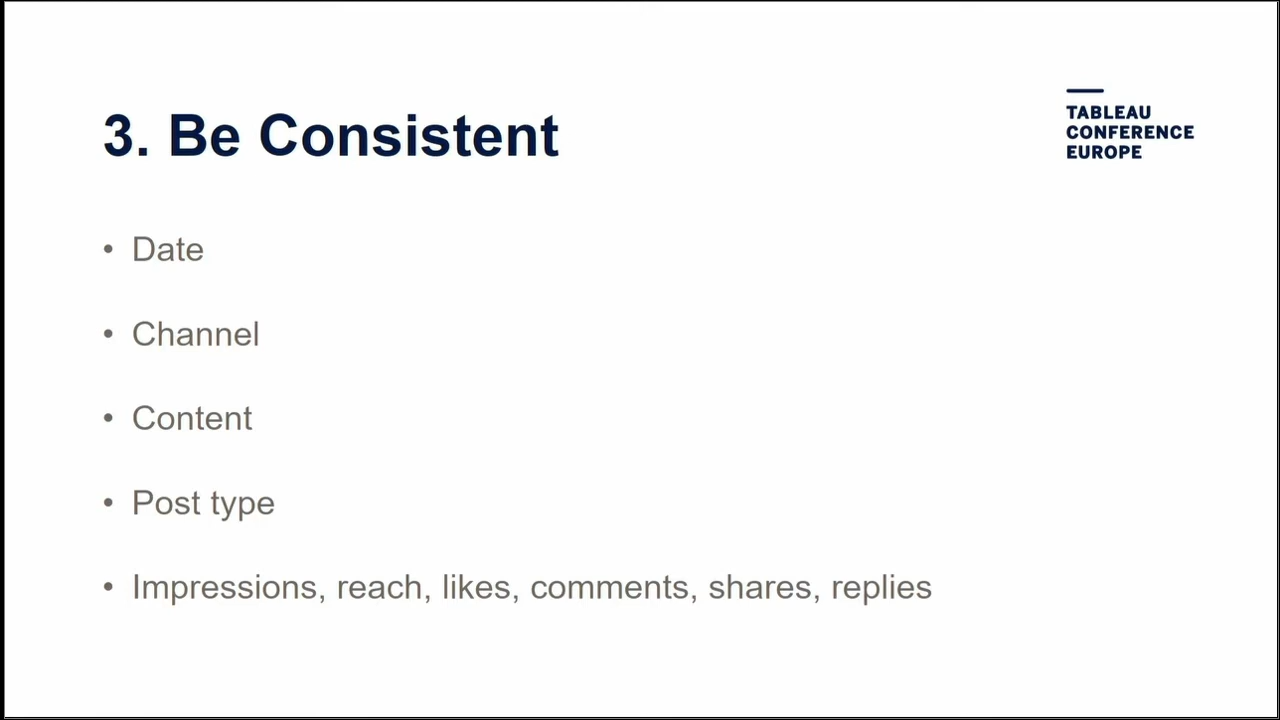 3. Be Consistent
TABLEAU
CONFERENCE
EUROPE
• Date
• Channel
• Content
• Post type
• Impressions, reach, likes, comments, shares, replies